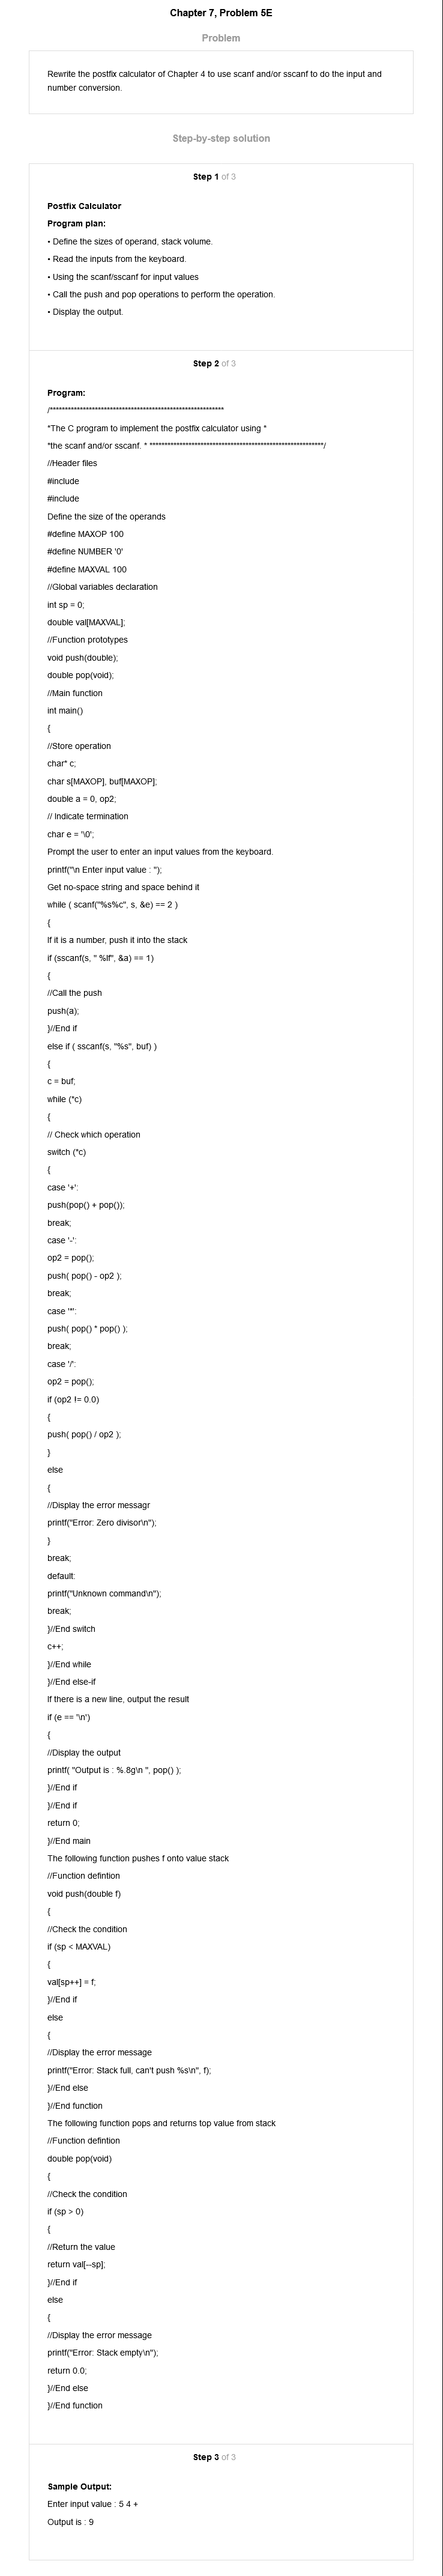 Chapter 7, Problem 5E
Problem
Rewrite the postfix calculator of Chapter 4 to use scanf and/or sscanf to do the input and
number conversion.
Step-by-step solution
Step 1 of 3
Postfix Calculator
Program plan:
• Define the sizes of operand, stack volume.
• Read the inputs from the keyboard.
• Using the scanf/sscanf for input values
• Call the push and pop operations to perform the operation.
• Display the output.
Step 2 of 3
Program:
/**********************************************************
*The C program to implement the postfix calculator using *
*the scanf and/or sscanf. * **********************************************************/
//Header files
#include
#include
Define the size of the operands
#define MAXOP 100
#define NUMBER '0'
#define MAXVAL 100
//Global variables declaration
int sp = 0;
double val[MAXVAL];
//Function prototypes
void push(double);
double pop(void);
//Main function
int main()
{
//Store operation
char* c;
char s[MAXOP], buf[MAXOP];
double a = 0, op2;
// Indicate termination
char e = '\0';
Prompt the user to enter an input values from the keyboard.
printf("\n Enter input value : ");
Get no-space string and space behind it
while ( scanf("%s%c", s, &e) == 2 )
{
If it is a number, push it into the stack
if (sscanf(s, " %lf", &a) == 1)
{
//Call the push
push(a);
}//End if
else if ( sscanf(s, "%s", buf) )
{
c = buf;
while (*c)
{
// Check which operation
switch (*c)
{
case '+':
push(pop() + pop());
break;
case '-':
op2 = pop();
push( pop() - op2 );
break;
case '*':
push( pop() * pop() );
break;
case '/':
op2 = pop();
if (op2 != 0.0)
{
push( pop() / op2 );
}
else
{
//Display the error messagr
printf("Error: Zero divisor\n");
}
break;
default:
printf("Unknown command\n");
break;
}//End switch
c++;
}//End while
}//End else-if
If there is a new line, output the result
if (e == '\n')
{
//Display the output
printf( "Output is : %.8g\n ", pop() );
}//End if
}//End if
return 0;
}//End main
The following function pushes f onto value stack
//Function defintion
void push(double f)
{
//Check the condition
if (sp < MAXVAL)
{
val[sp++] = f;
}//End if
else
{
//Display the error message
printf("Error: Stack full, can't push %s\n", f);
}//End else
}//End function
The following function pops and returns top value from stack
//Function defintion
double pop(void)
{
//Check the condition
if (sp > 0)
{
//Return the value
return val[--sp];
}//End if
else
{
//Display the error message
printf("Error: Stack empty\n");
return 0.0;
}//End else
}//End function
Step 3 of 3
Sample Output:
Enter input value : 5 4 +
Output is : 9